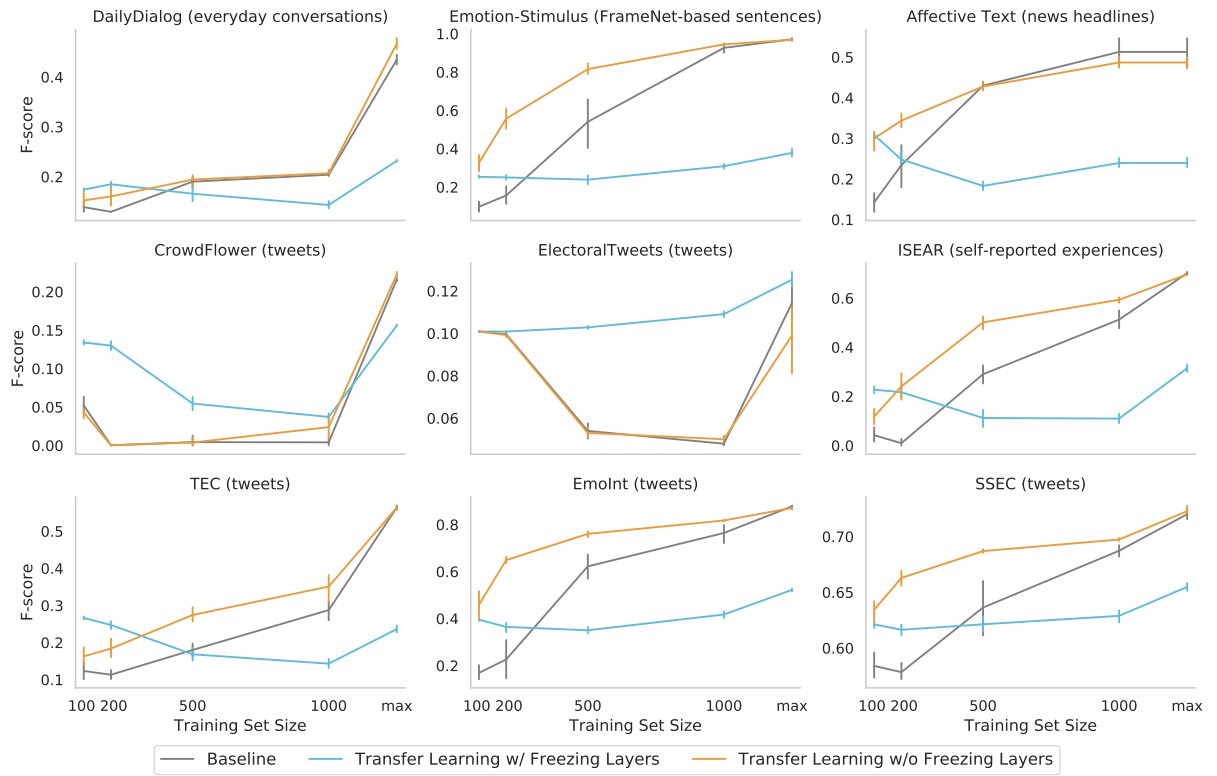 DailyDialog (everyday conversations)
Emotion-Stimulus (FrameNet-based sentences)
Affective Text (news headlines)
F-score
0.4
0.3
0.2
1.0
0.8
0.6
0.4
0.2
0.5
0.4
0.3
0.2
0.1
CrowdFlower (tweets)
ElectoralTweets (tweets)
ISEAR (self-reported experiences)
F-score
0.20
0.15
0.10
0.05
0.00
0.12
0.10
0.08
0.06
0.6
0.4
0.2
0.0
TEC (tweets)
EmoInt (tweets)
SSEC (tweets)
F-score
0.5
0.4
0.3
0.2
0.1
0.8
0.6
0.4
0.2
0.70
0.65
0.60
100 200 500 1000 max
100 200 500 1000 max
100 200 500 1000 max
Training Set Size
Training Set Size
Training Set Size
Baseline
Transfer Learning w/ Freezing Layers
Transfer Learning w/o Freezing Layers